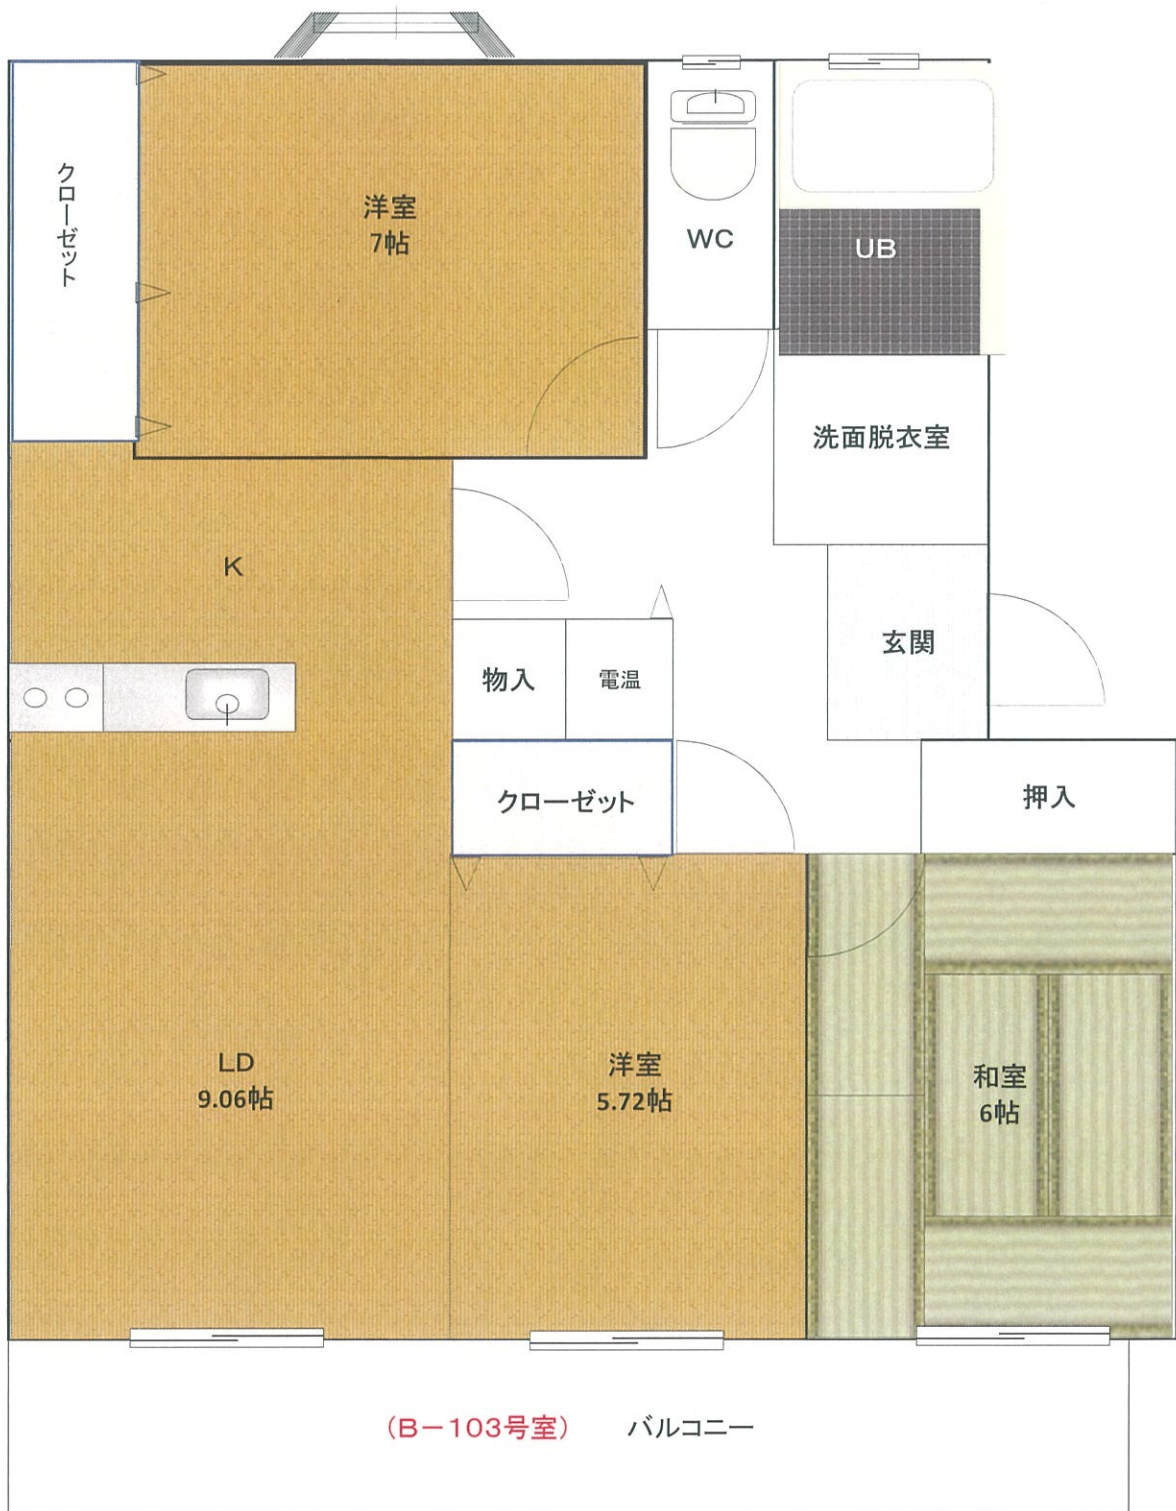 クローゼット
洋室
7帖
WC
UB
洗面脱衣室
K
玄関
物入
電温
クローゼット
押入
LD
9.06帖
洋室
5.72帖
和室
6帖
(B－103号室) バルコニー